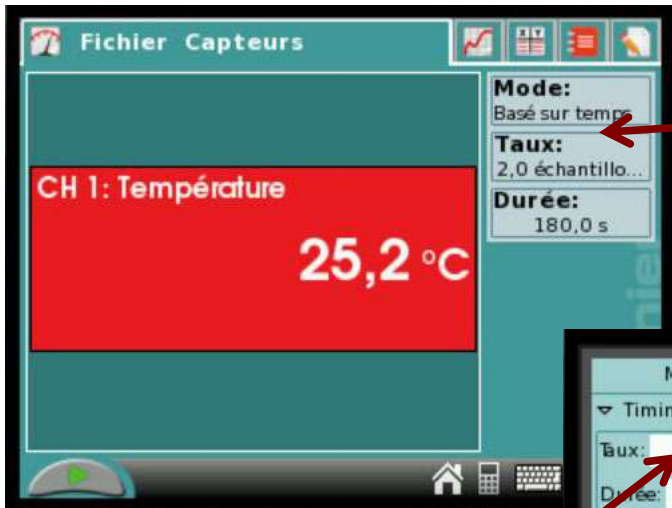 Fichier Capteurs
Mode:
Basé sur temps
Taux:
2,0 échantillo...
Durée:
180,0 s
CH 1: Température
25,2 °C
Taux:
Durée: